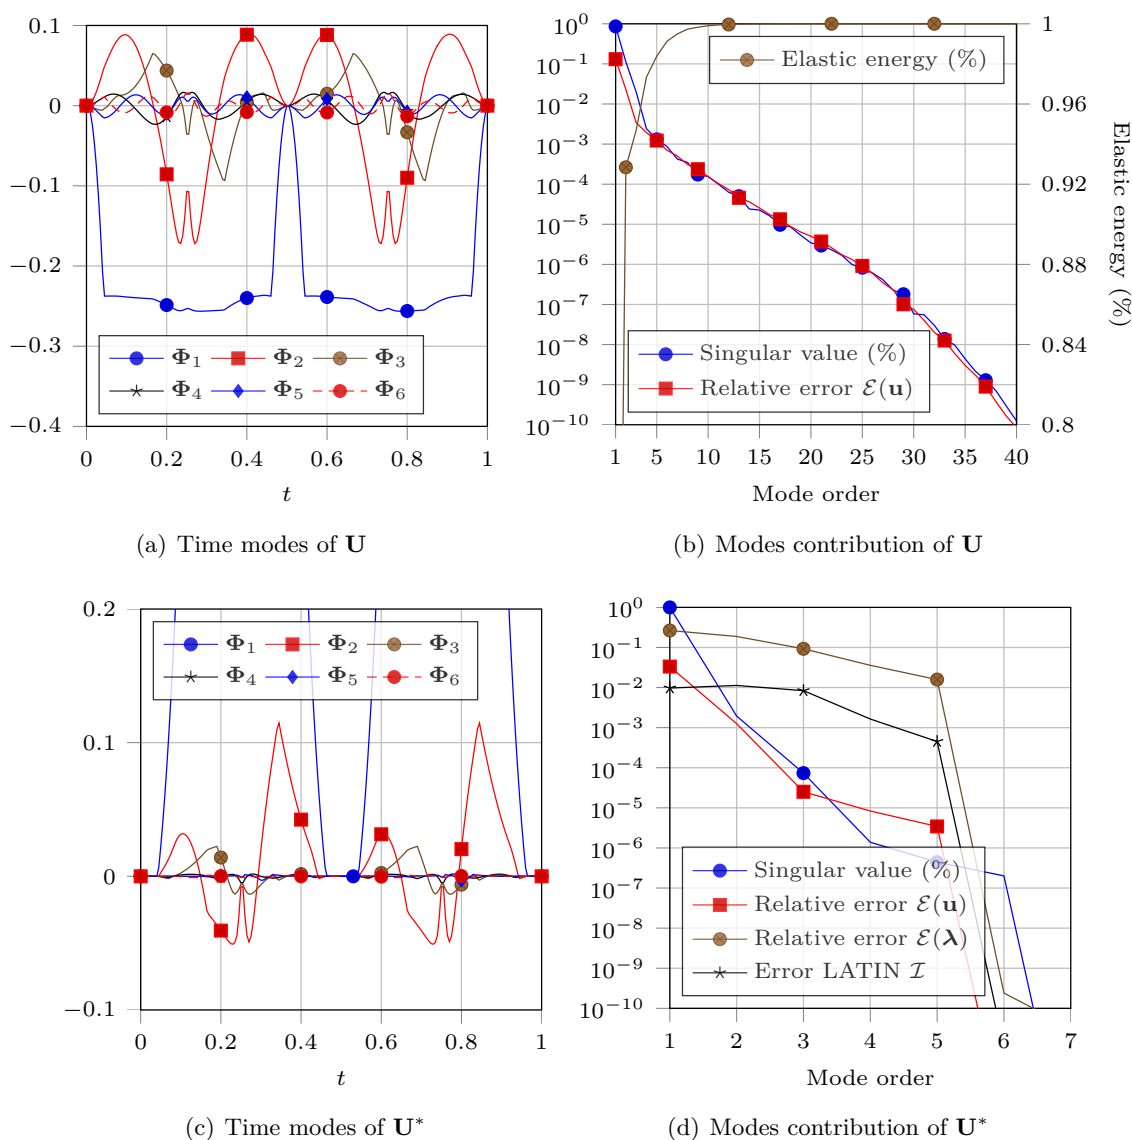 0.1
0
−0.1
−0.2
−0.3
−0.4
0 0.2 0.4 0.6 0.8 1
t
Φ1 Φ2 Φ3
Φ4 Φ5 Φ6
(a) Time modes of U
10^0
10^−1
10^−2
10^−3
10^−4
10^−5
10^−6
10^−7
10^−8
10^−9
10^−10
1 5 10 15 20 25 30 35 40
Mode order
1
0.96
0.92
0.88
0.84
0.8
Elastic energy (%)
Elastic energy (%)
Singular value (%)
Relative error ℰ(u)
(b) Modes contribution of U
0.2
0.1
0
−0.1
0 0.2 0.4 0.6 0.8 1
t
Φ1 Φ2 Φ3
Φ4 Φ5 Φ6
(c) Time modes of U*
10^0
10^−1
10^−2
10^−3
10^−4
10^−5
10^−6
10^−7
10^−8
10^−9
10^−10
1 2 3 4 5 6 7
Mode order
Singular value (%)
Relative error ℰ(u)
Relative error ℰ(λ)
Error LATIN ℐ
(d) Modes contribution of U*